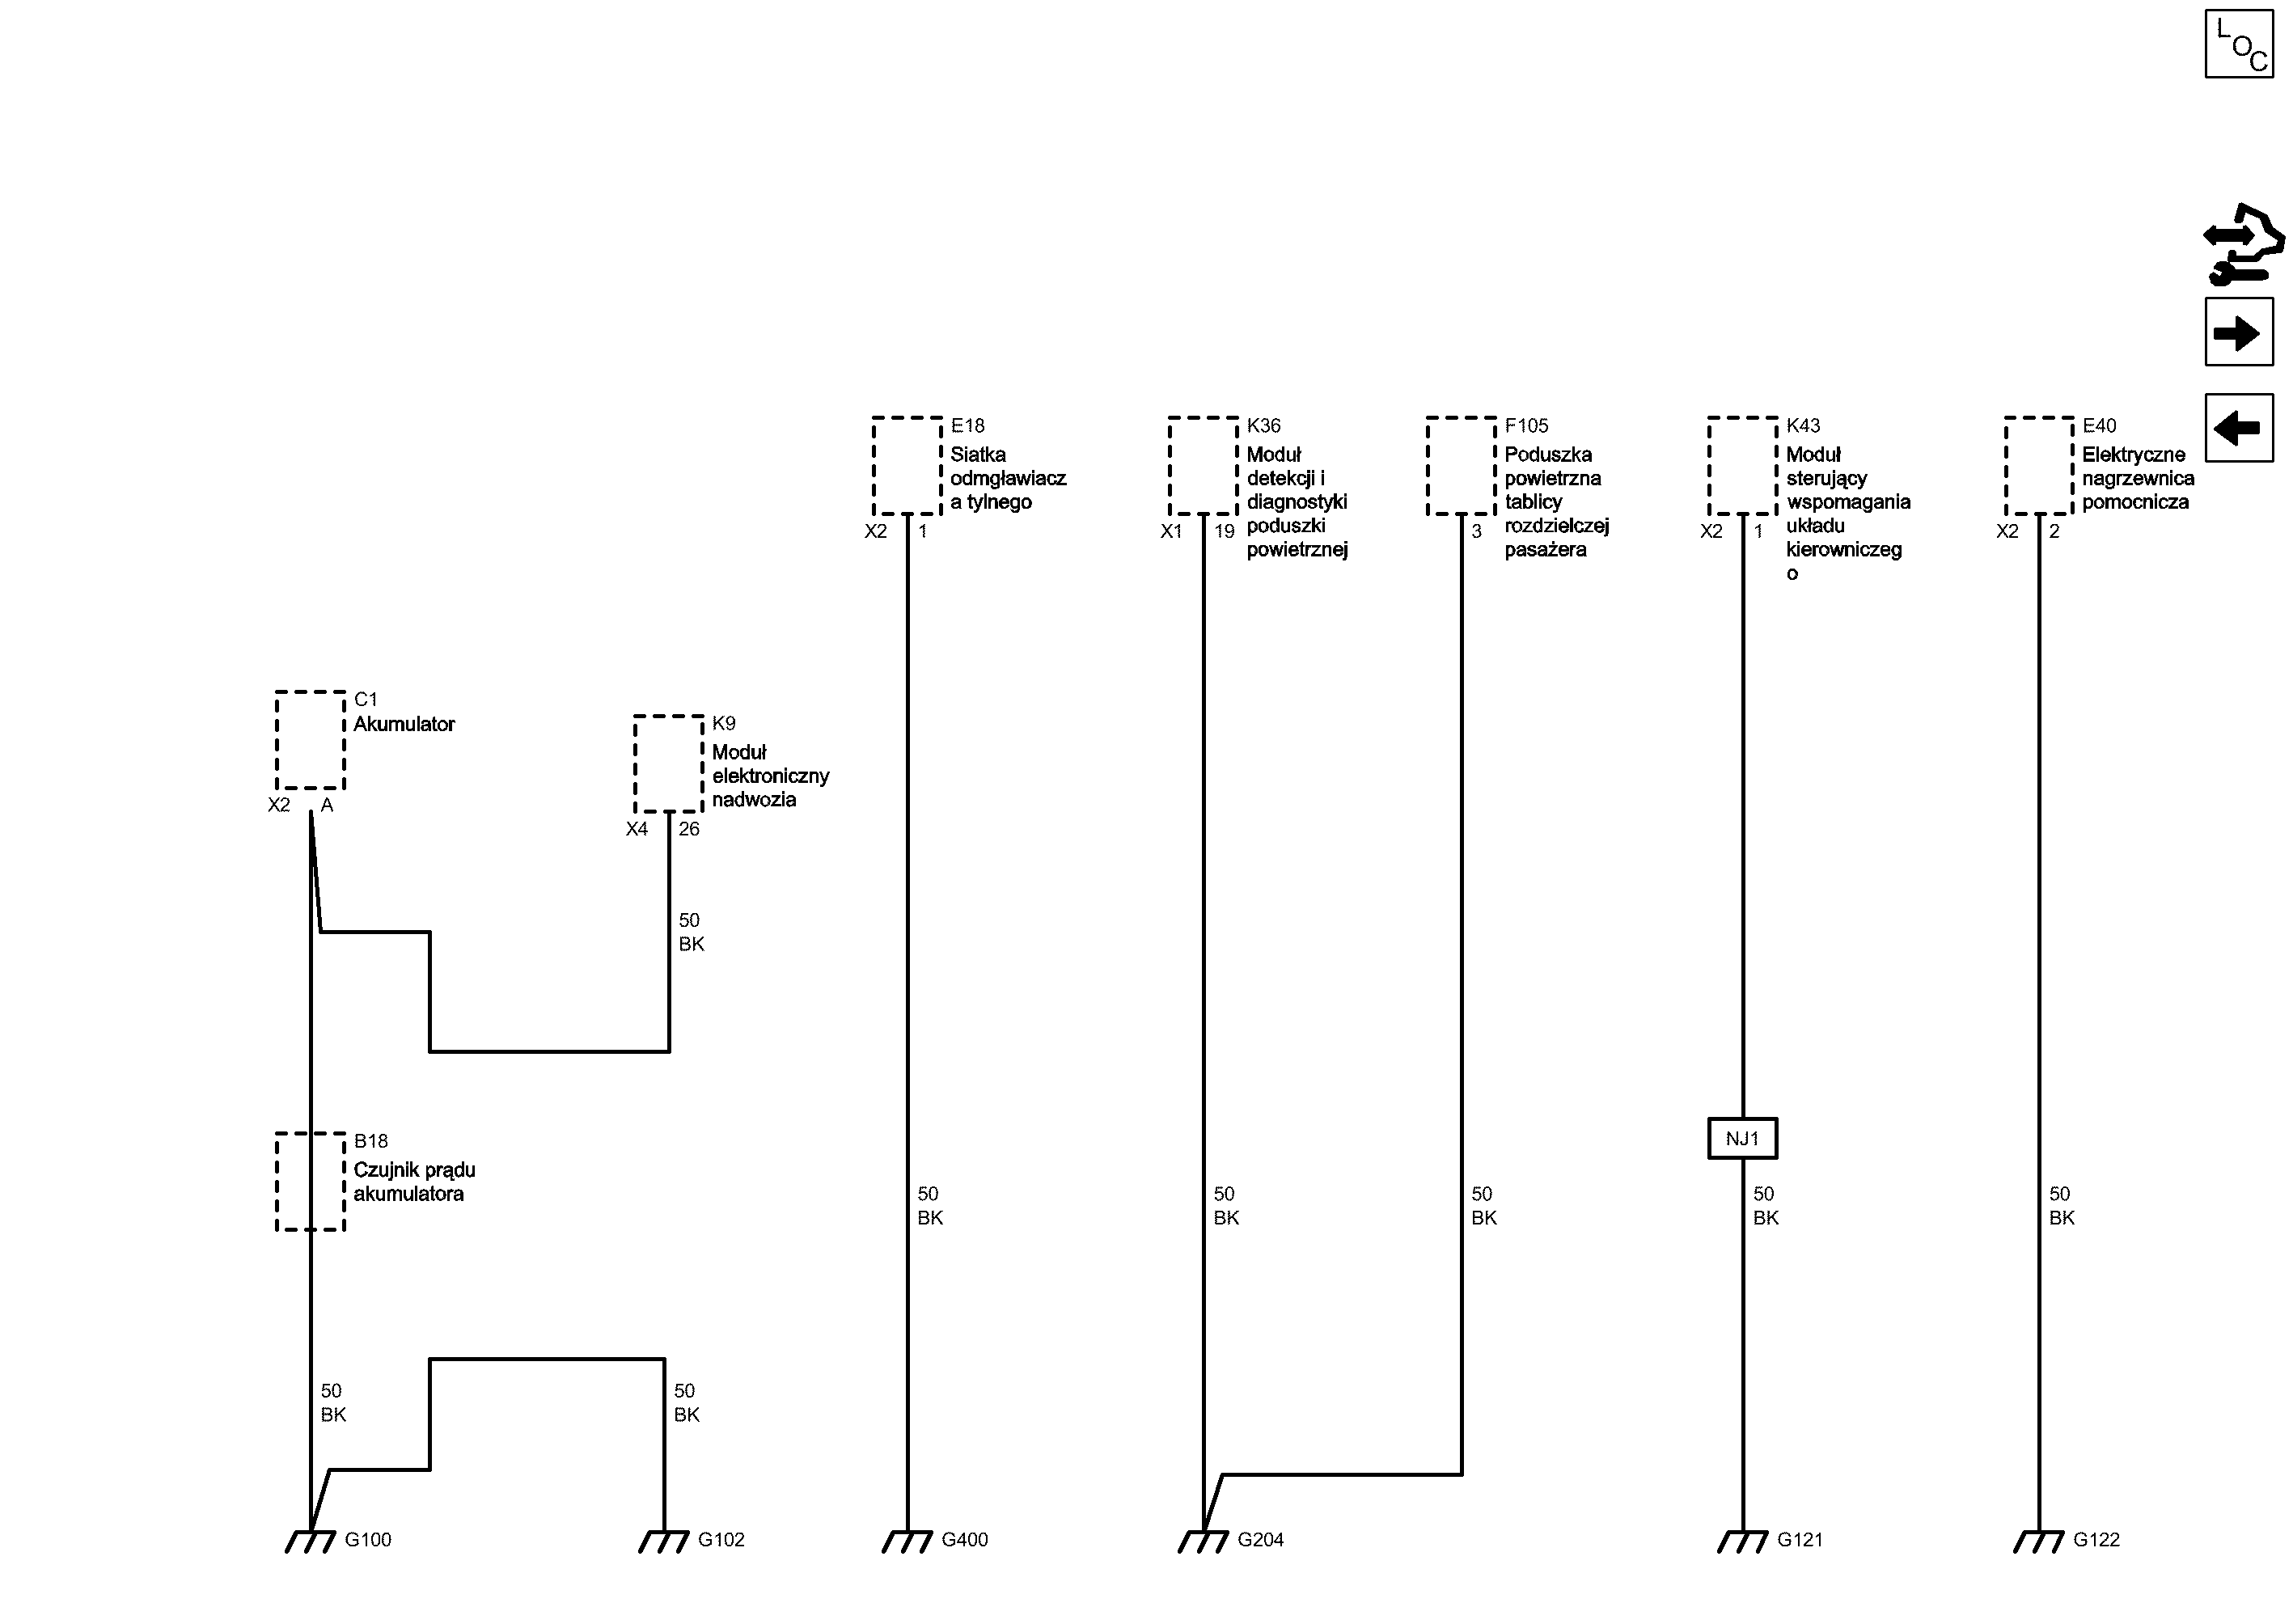 LOC
E18
Siatka
odmgławiacz
a tylnego
X2 1
K36
Moduł
detekcji i
diagnostyki
poduszki
powietrznej
X1 19
F105
Poduszka
powietrzna
tablicy
rozdzielczej
pasażera
3
K43
Moduł
sterujący
wspomagania
układu
kierowniczeg
o
X2 1
E40
Elektryczne
nagrzewnica
pomocnicza
X2 2
C1
Akumulator
X2 A
K9
Moduł
elektroniczny
nadwozia
X4 26
50
BK
B18
Czujnik prądu
akumulatora
NJ1
50
BK
50
BK
50
BK
50
BK
50
BK
50
BK
50
BK
G100
G102
G400
G204
G121
G122